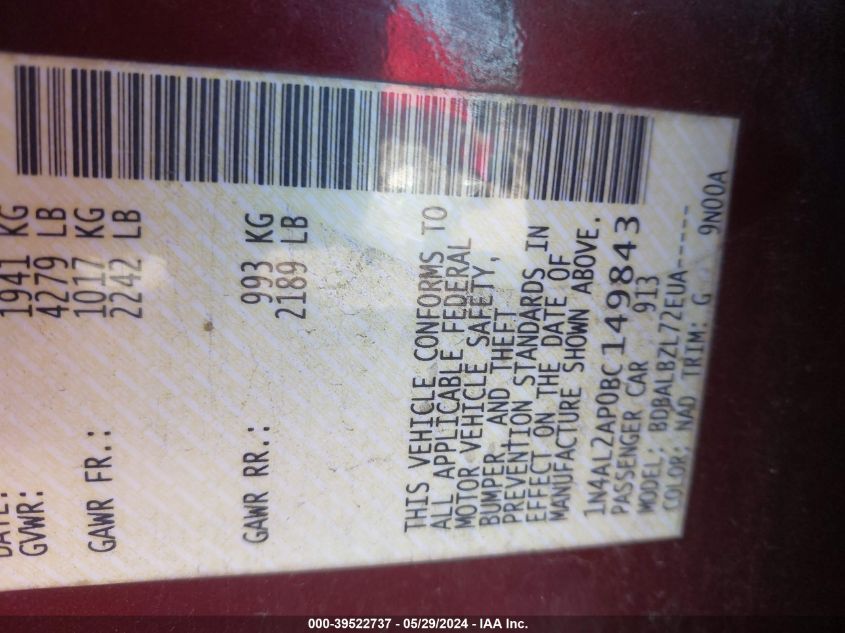 DATE:
GVWR: 1941 KG
4279 LB
GAWR FR.: 1017 KG
2242 LB
GAWR RR.: 993 KG
2189 LB
THIS VEHICLE CONFORMS TO
ALL APPLICABLE FEDERAL
MOTOR VEHICLE SAFETY,
BUMPER, AND THEFT
PREVENTION STANDARDS IN
EFFECT ON THE DATE OF
MANUFACTURE SHOWN ABOVE.
1N4AL2AP0BC149843
PASSENGER CAR 913
MODEL: BDBALBZL72EUA-----
COLOR: NAD TRIM: G 9N00A
000-39522737 - 05/29/2024 - IAA Inc.